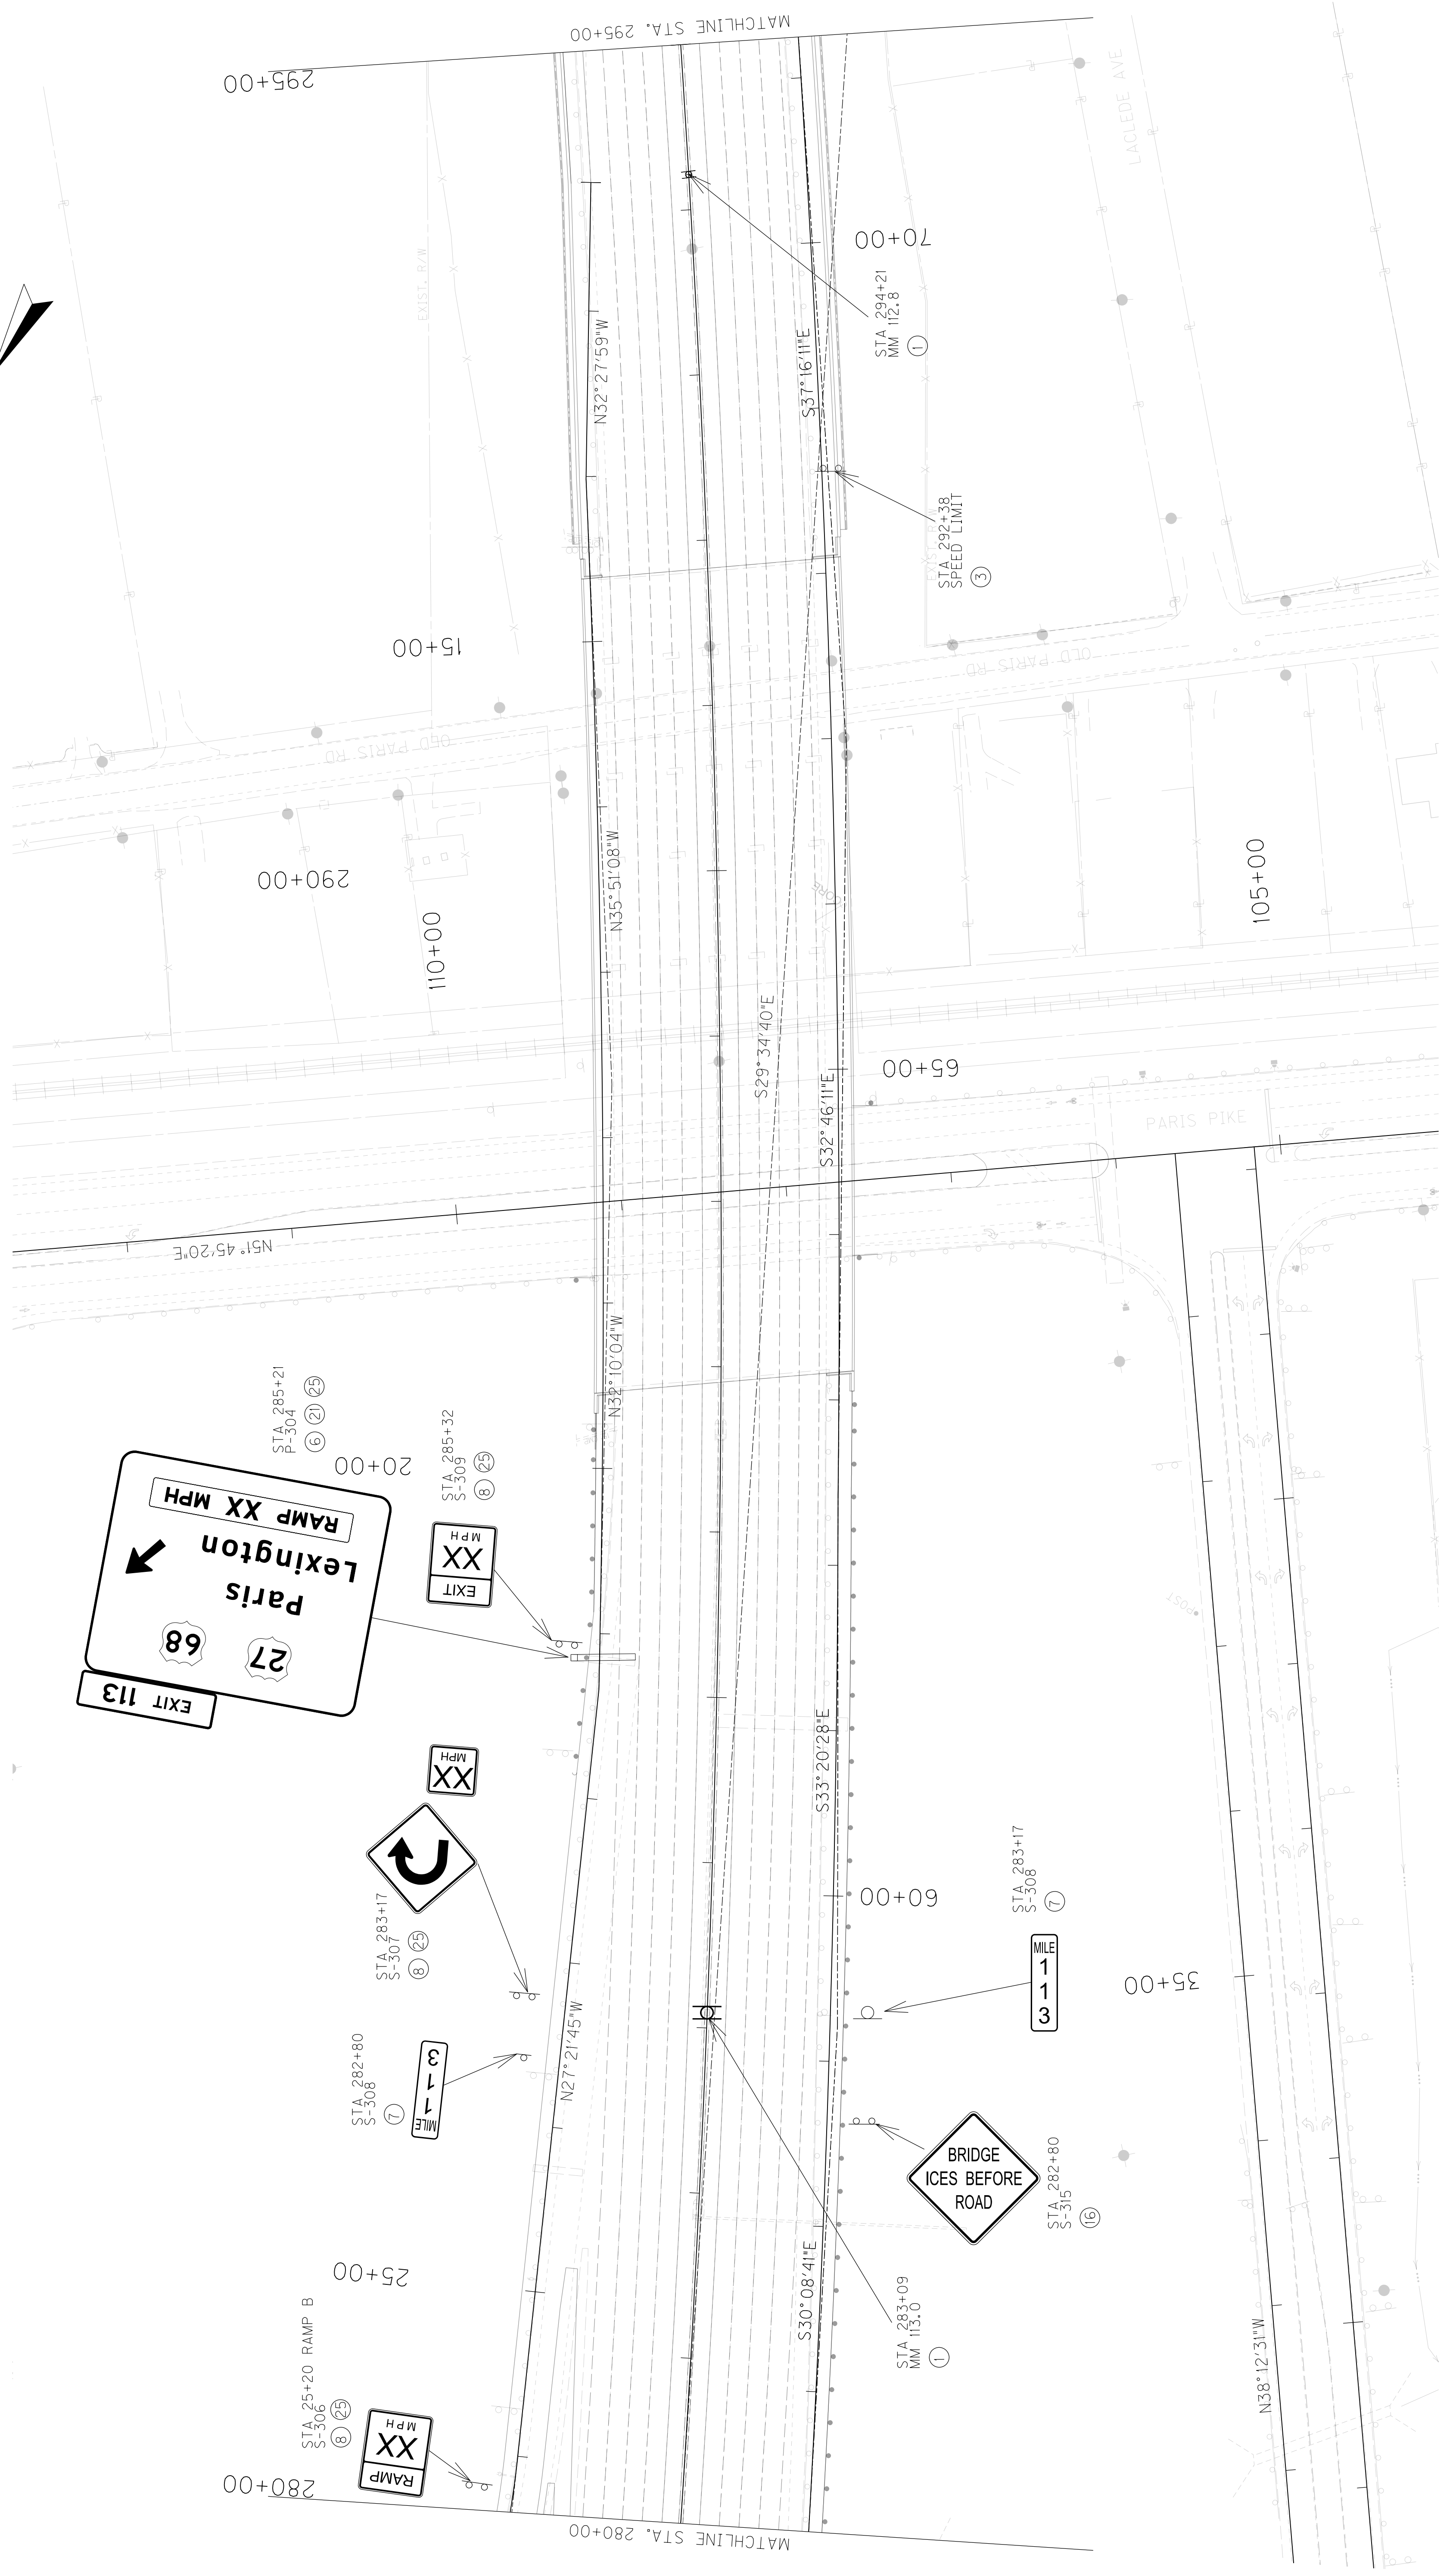 MATCHLINE STA. 295+00
295+00
LACLEDE AVE
70+00
EXIST. R/W
STA 294+21
MM 112.8
1
N32°27'59"W
S37°16'11"E
STA 292+38
SPEED LIMIT
3
EXIST. R/W
15+00
OLD PARIS RD
OLD PARIS RD
290+00
110+00
N35°51'08"W
GORE
105+00
S29°34'40"E
65+00
S32°46'11"E
PARIS PIKE
N51°45'20"E
N32°10'04"W
STA 285+21
P-304
6 21 25
20+00
STA 285+32
S-309
8 25
EXIT
XX
MPH
EXIT 113
27 68
Paris
Lexington
RAMP XX MPH
POST
XX
MPH
S33°20'28"E
STA 283+17
S-307
8 25
60+00
STA 283+17
S-308
7
MILE
1
1
3
35+00
N27°21'45"W
STA 282+80
S-308
7
MILE
1
1
3
BRIDGE
ICES BEFORE
ROAD
STA 282+80
S-315
16
25+00
S30°08'41"E
STA 283+09
MM 113.0
1
N38°12'31"W
STA 25+20 RAMP B
S-306
8 25
RAMP
XX
MPH
280+00
MATCHLINE STA. 280+00